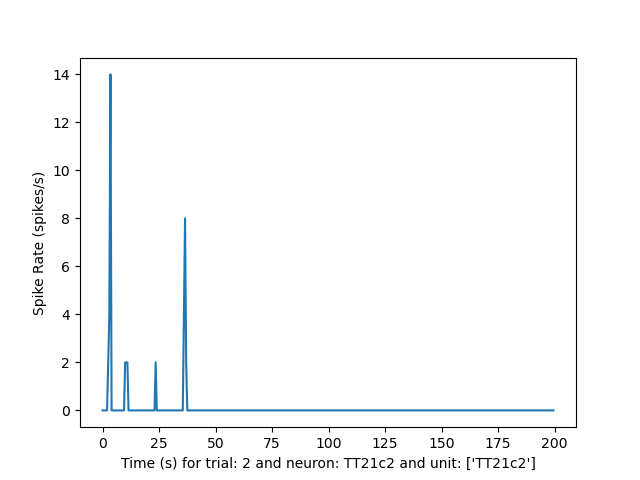 14
12
10
8
6
4
2
0
Spike Rate (spikes/s)
0 25 50 75 100 125 150 175 200
Time (s) for trial: 2 and neuron: TT21c2 and unit: ['TT21c2']